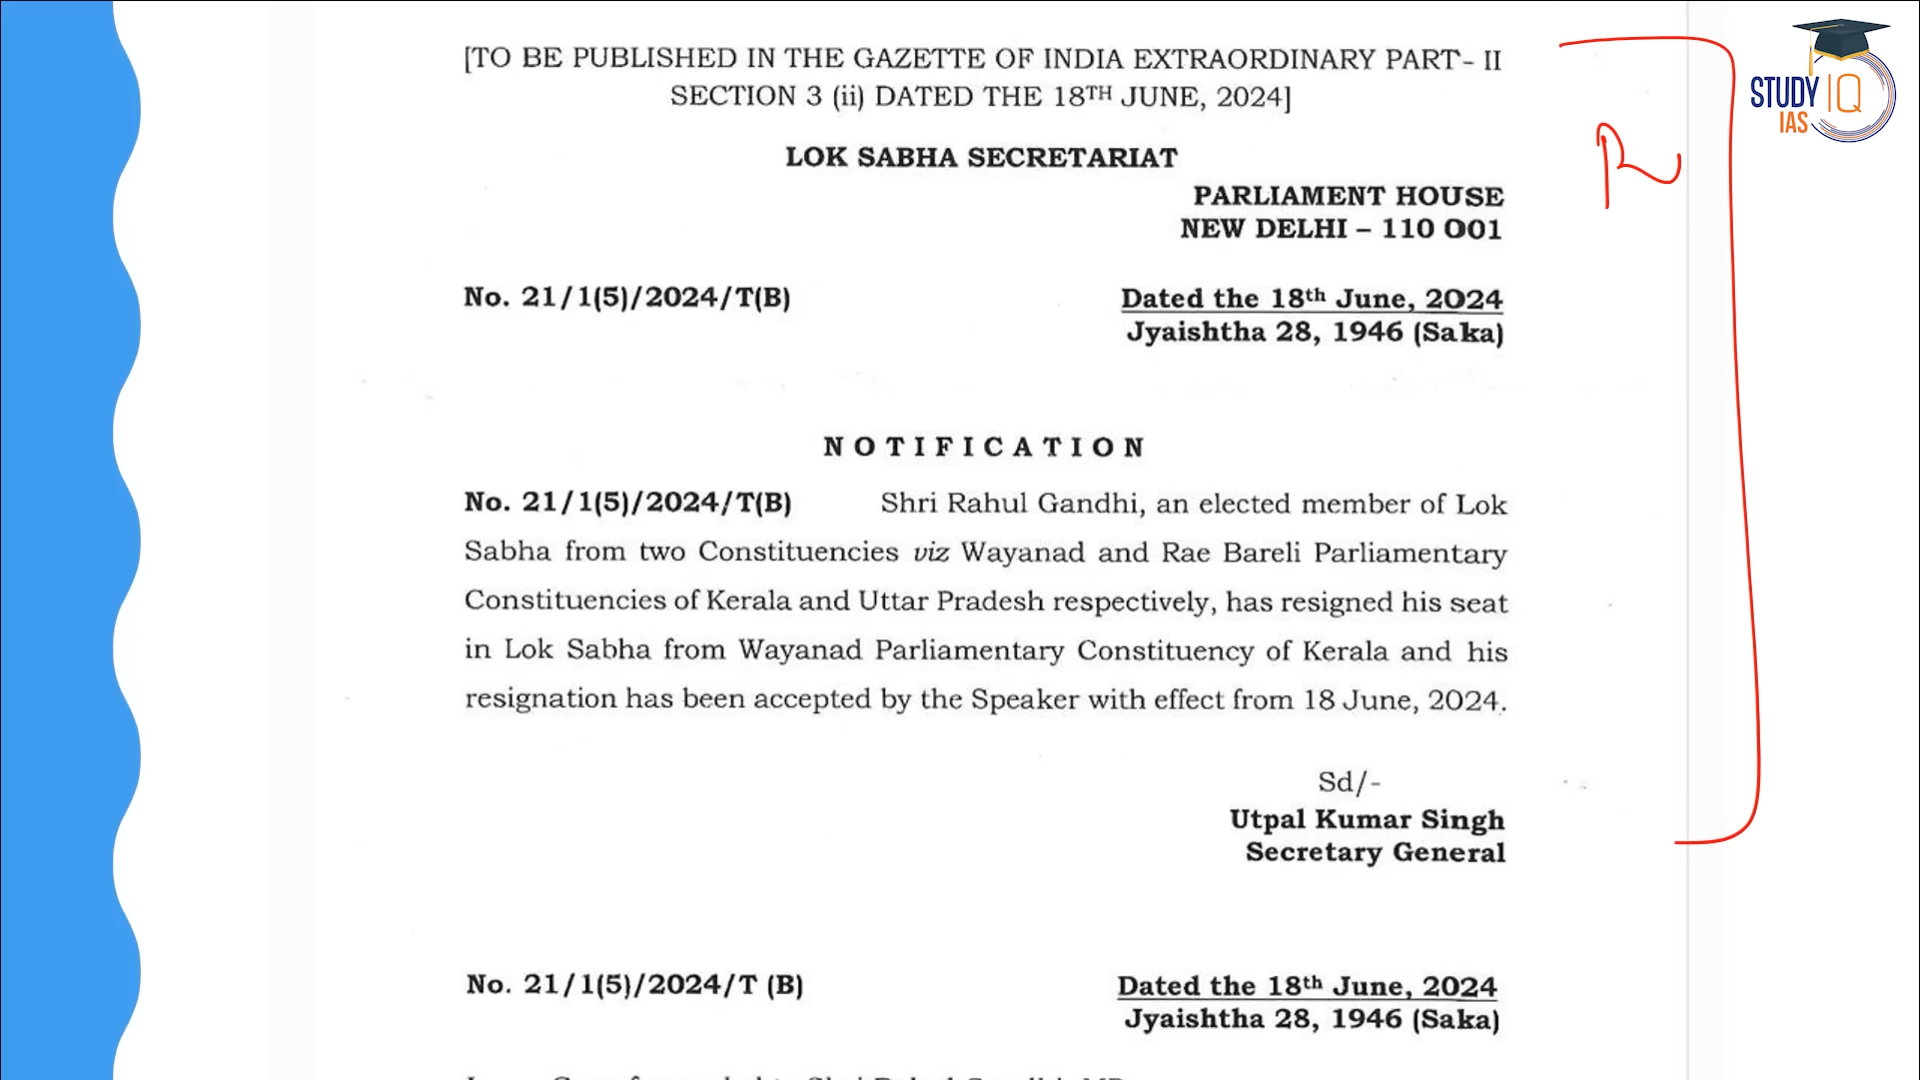 [TO BE PUBLISHED IN THE GAZETTE OF INDIA EXTRAORDINARY PART- II
SECTION 3 (ii) DATED THE 18TH JUNE, 2024]
STUDY IQ
IAS
R
LOK SABHA SECRETARIAT
PARLIAMENT HOUSE
NEW DELHI – 110 001
No. 21/1(5)/2024/T(B) Dated the 18th June, 2024
Jyaishtha 28, 1946 (Saka)
NOTIFICATION
No. 21/1(5)/2024/T(B) Shri Rahul Gandhi, an elected member of Lok
Sabha from two Constituencies viz Wayanad and Rae Bareli Parliamentary
Constituencies of Kerala and Uttar Pradesh respectively, has resigned his seat
in Lok Sabha from Wayanad Parliamentary Constituency of Kerala and his
resignation has been accepted by the Speaker with effect from 18 June, 2024.
Sd/-
Utpal Kumar Singh
Secretary General
No. 21/1(5)/2024/T (B) Dated the 18th June, 2024
Jyaishtha 28, 1946 (Saka)